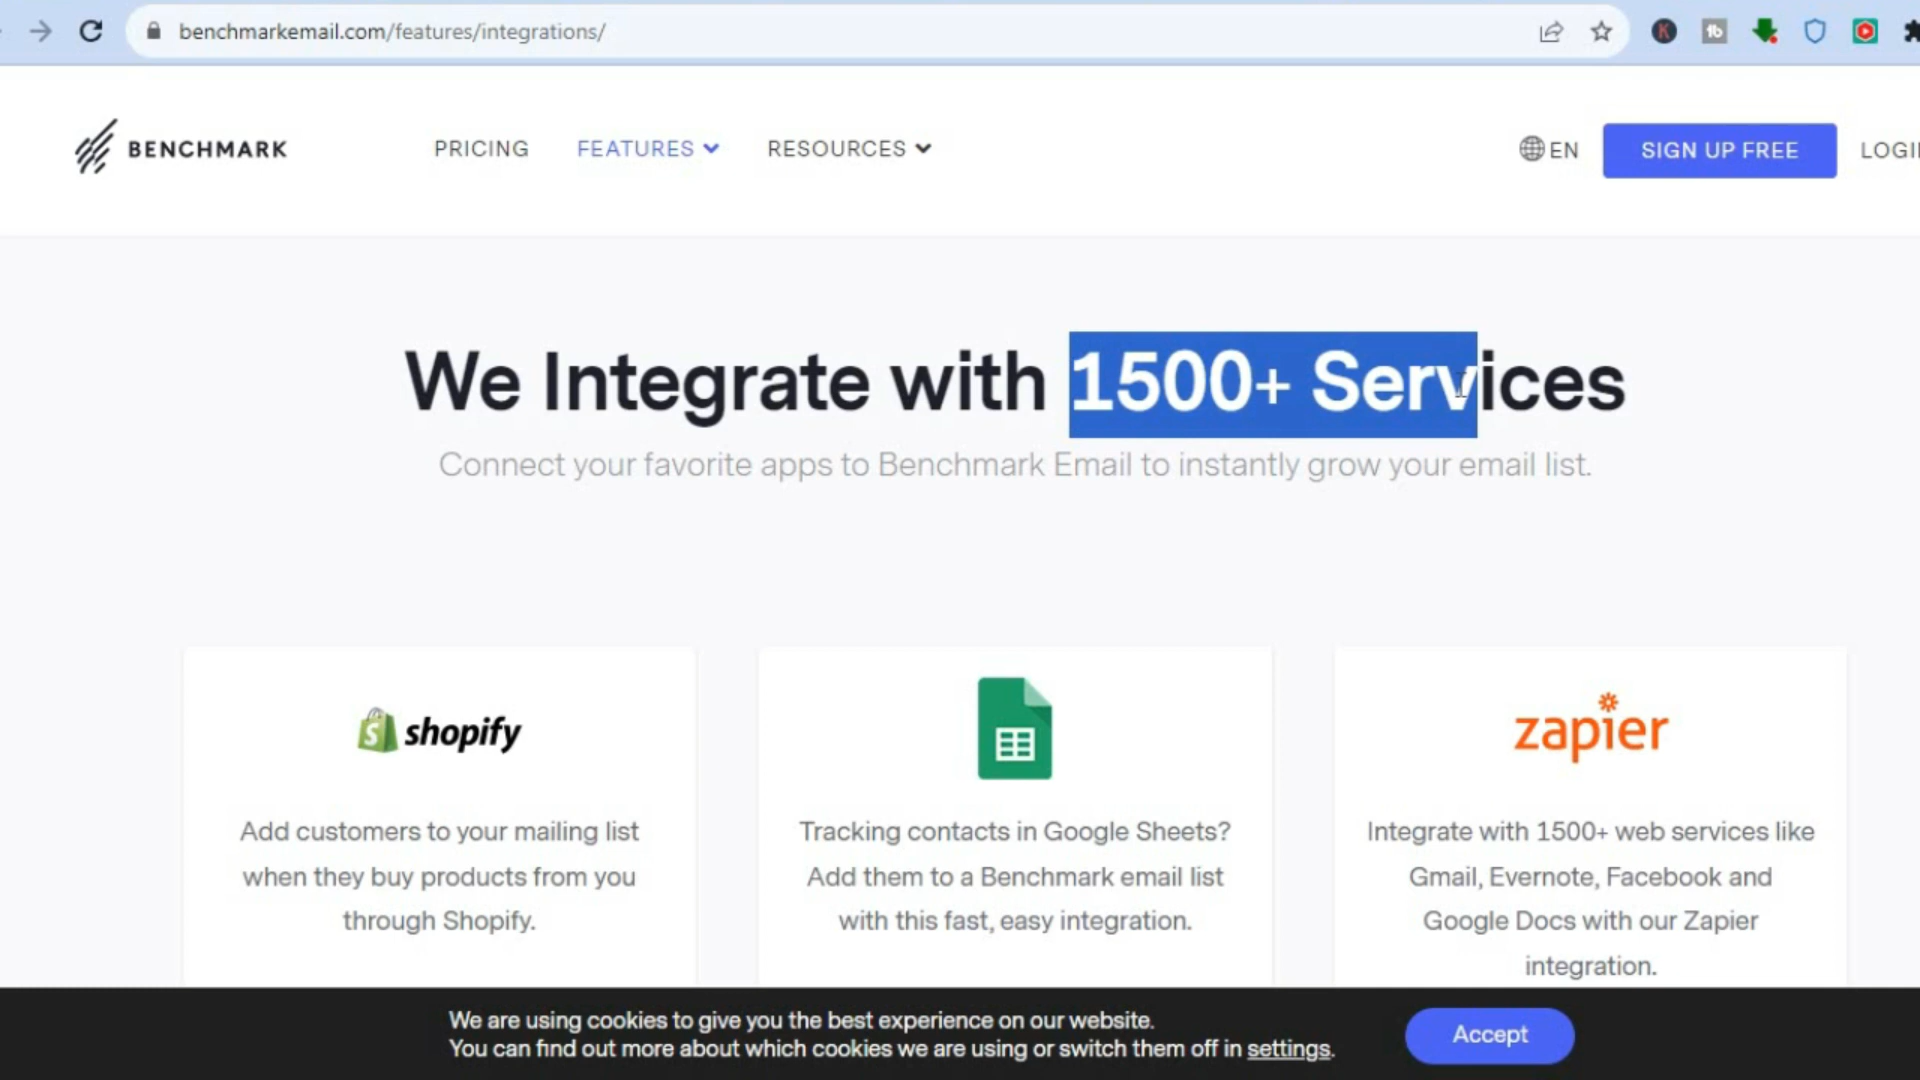 benchmarkemail.com/features/integrations/
BENCHMARK
PRICING
FEATURES
RESOURCES
EN
SIGN UP FREE
We Integrate with 1500+ Services
Connect your favorite apps to Benchmark Email to instantly grow your email list.
shopify
Add customers to your mailing list
when they buy products from you
through Shopify.
Tracking contacts in Google Sheets?
Add them to a Benchmark email list
with this fast, easy integration.
zapier
Integrate with 1500+ web services like
Gmail, Evernote, Facebook and
Google Docs with our Zapier
integration.
We are using cookies to give you the best experience on our website.
You can find out more about which cookies we are using or switch them off in settings.
Accept